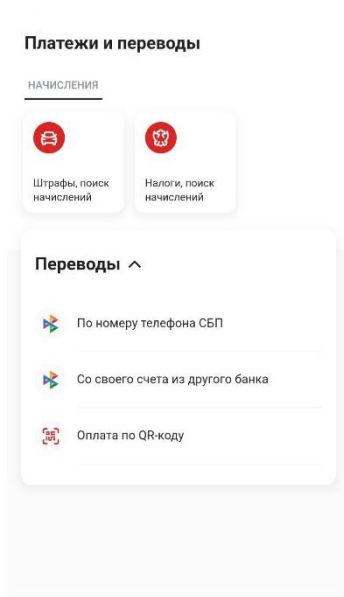 Платежи и переводы
НАЧИСЛЕНИЯ
Штрафы, поиск
начислений
Налоги, поиск
начислений
Переводы
По номеру телефона СБП
Со своего счета из другого банка
Оплата по QR-коду